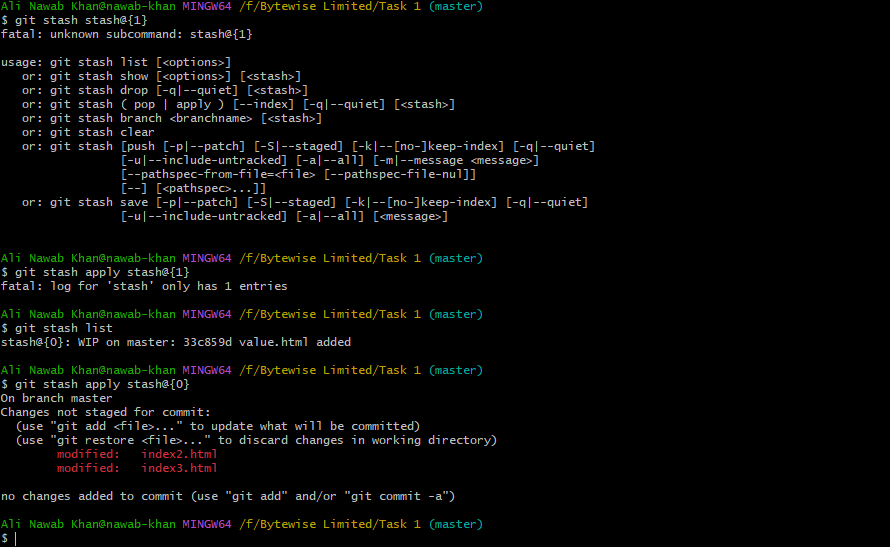 Ali Nawab Khan@nawab-khan MINGW64 /f/Bytewise Limited/Task 1 (master)
$ git stash stash@{1}
fatal: unknown subcommand: stash@{1}

usage: git stash list [<options>]
   or: git stash show [<options>] [<stash>]
   or: git stash drop [-q|--quiet] [<stash>]
   or: git stash ( pop | apply ) [--index] [-q|--quiet] [<stash>]
   or: git stash branch <branchname> [<stash>]
   or: git stash clear
   or: git stash [push [-p|--patch] [-S|--staged] [-k|--[no-]keep-index] [-q|--quiet]
                 [-u|--include-untracked] [-a|--all] [-m|--message <message>]
                 [--pathspec-from-file=<file> [--pathspec-file-nul]]
                 [--] [<pathspec>...]]
   or: git stash save [-p|--patch] [-S|--staged] [-k|--[no-]keep-index] [-q|--quiet]
                 [-u|--include-untracked] [-a|--all] [<message>]

Ali Nawab Khan@nawab-khan MINGW64 /f/Bytewise Limited/Task 1 (master)
$ git stash apply stash@{1}
fatal: log for 'stash' only has 1 entries

Ali Nawab Khan@nawab-khan MINGW64 /f/Bytewise Limited/Task 1 (master)
$ git stash list
stash@{0}: WIP on master: 33c859d value.html added

Ali Nawab Khan@nawab-khan MINGW64 /f/Bytewise Limited/Task 1 (master)
$ git stash apply stash@{0}
On branch master
Changes not staged for commit:
  (use "git add <file>..." to update what will be committed)
  (use "git restore <file>..." to discard changes in working directory)
        modified:   index2.html
        modified:   index3.html

no changes added to commit (use "git add" and/or "git commit -a")

Ali Nawab Khan@nawab-khan MINGW64 /f/Bytewise Limited/Task 1 (master)
$